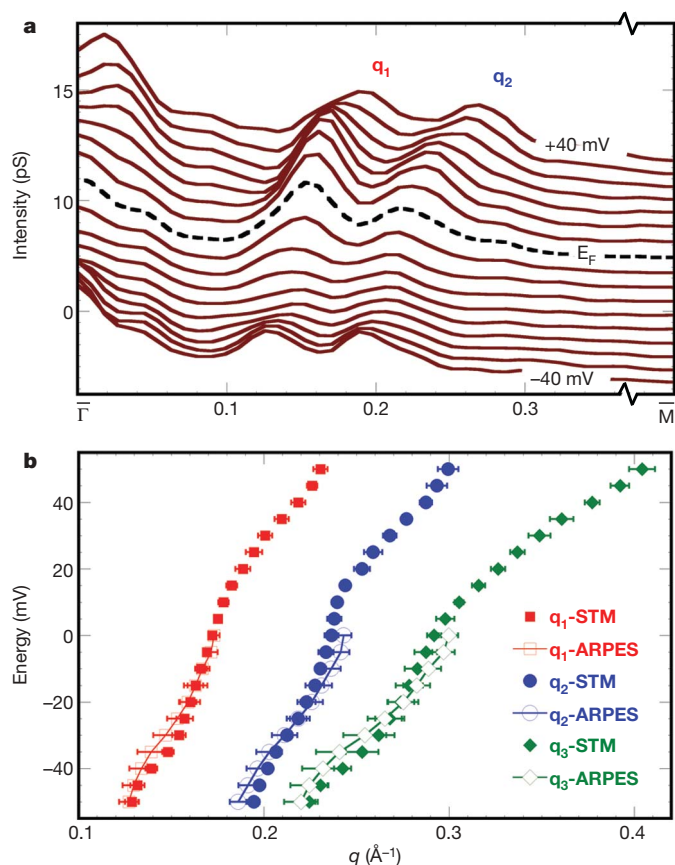 a
15
10
0
Intensity (pS)
q1
q2
+40 mV
EF
−40 mV
Γ
0.1
0.2
0.3
M
b
40
20
0
−20
−40
Energy (mV)
q1-STM
q1-ARPES
q2-STM
q2-ARPES
q3-STM
q3-ARPES
0.1
0.2
0.3
0.4
q (Å−1)